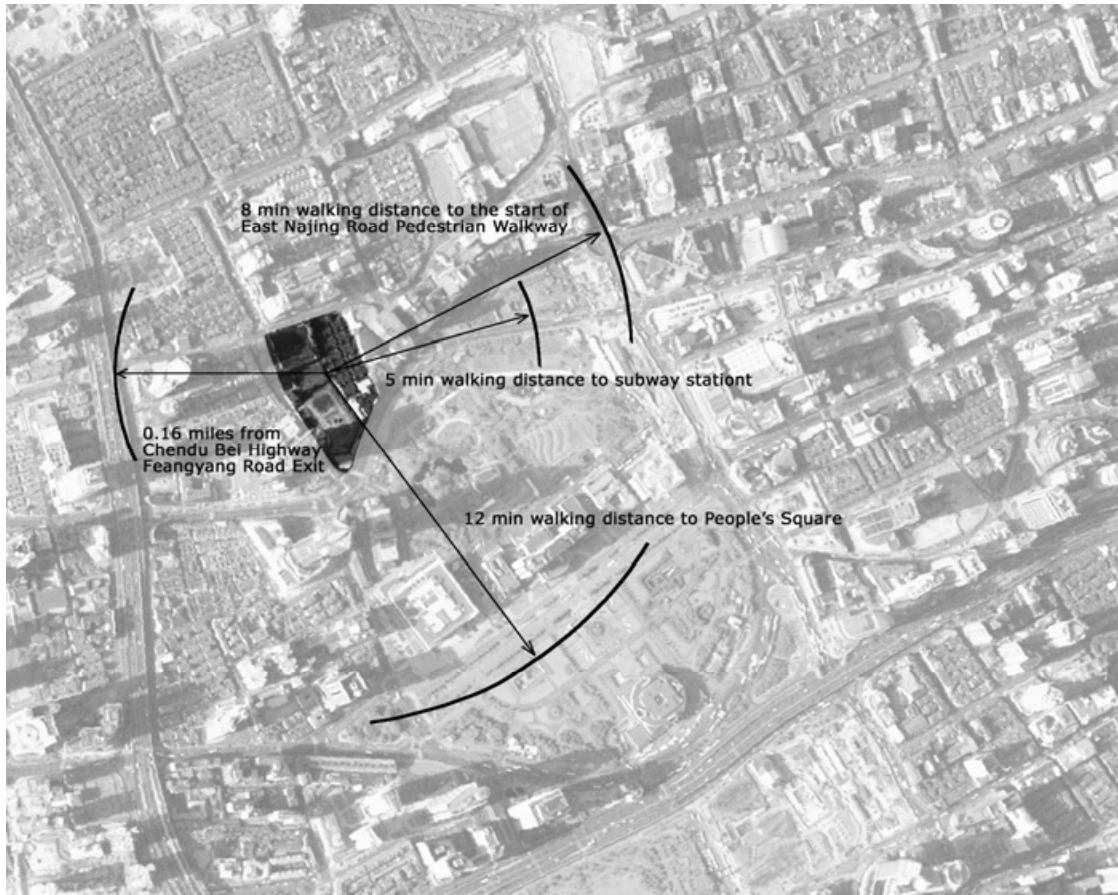 8 min walking distance to the start of
East Najing Road Pedestrian Walkway
5 min walking distance to subway stationt
0.16 miles from
Chendu Bei Highway
Feangyang Road Exit
12 min walking distance to People's Square